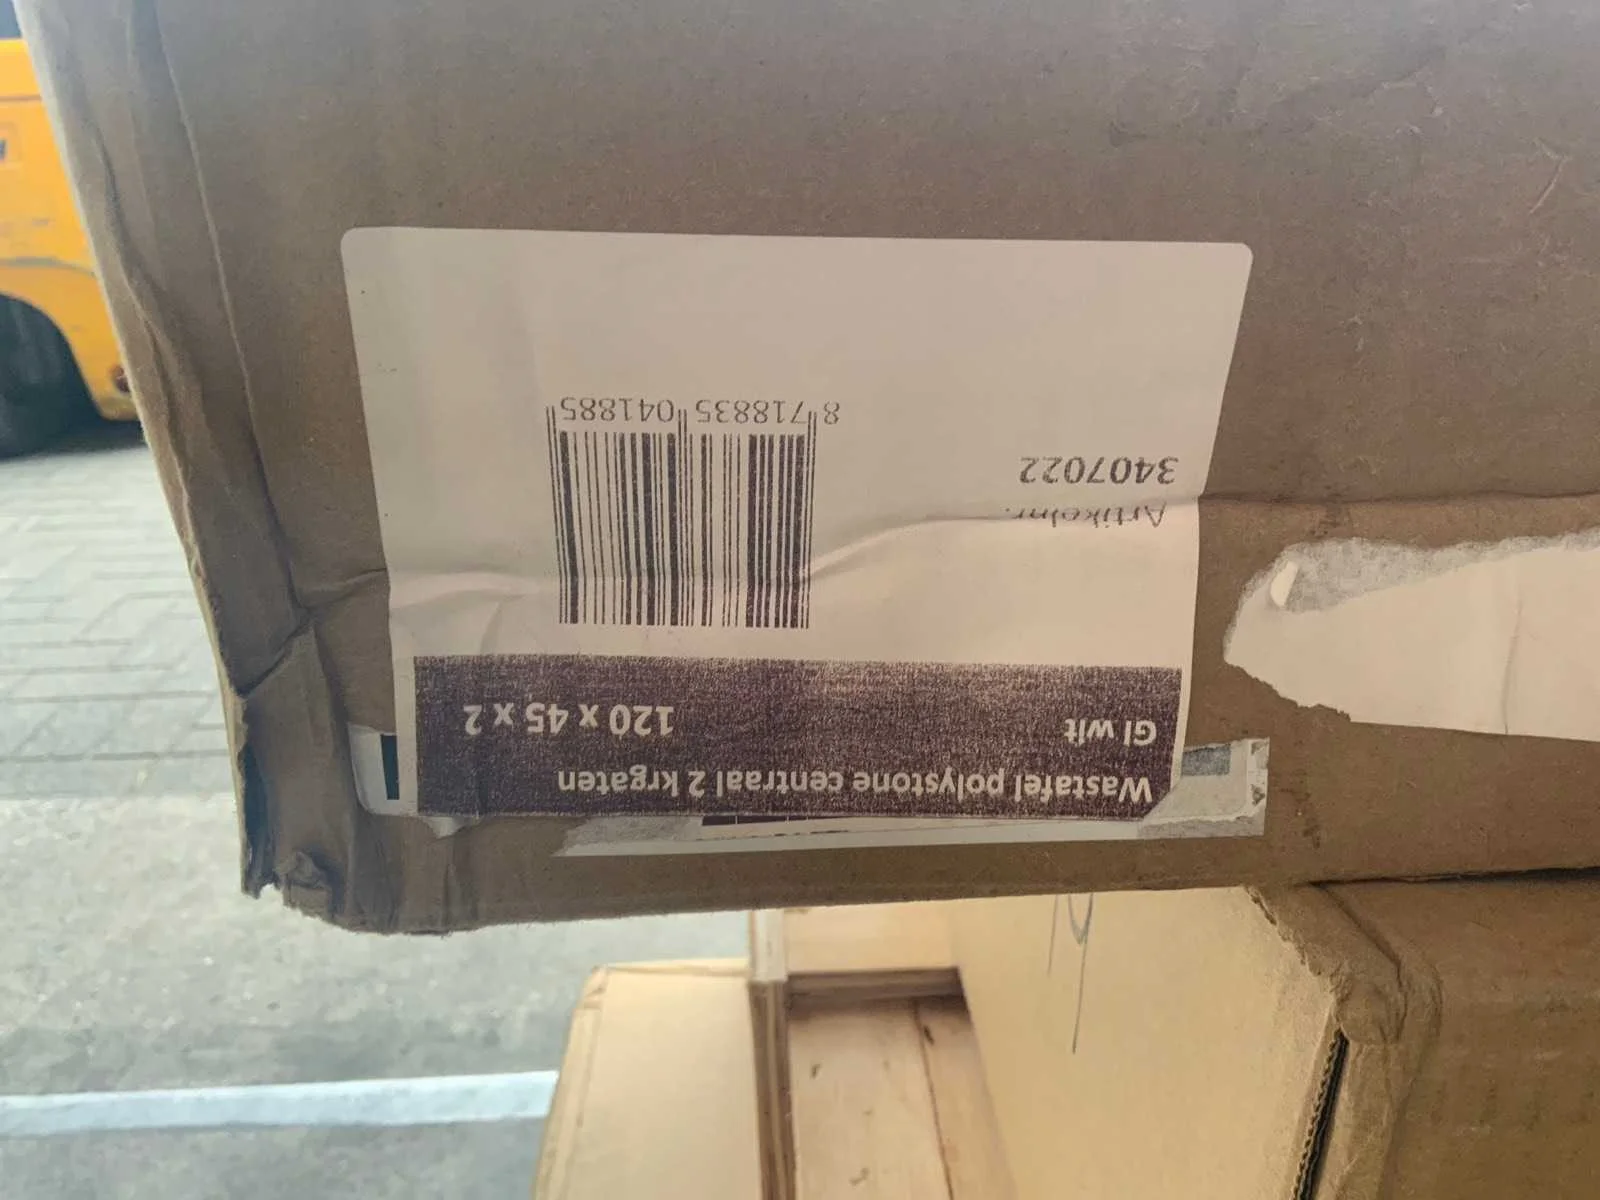 Wastafel polystone centraal 2 krgaten
Gl wit 120 x 45 x 2
Artikelnr.
3407022
8 718835 041885